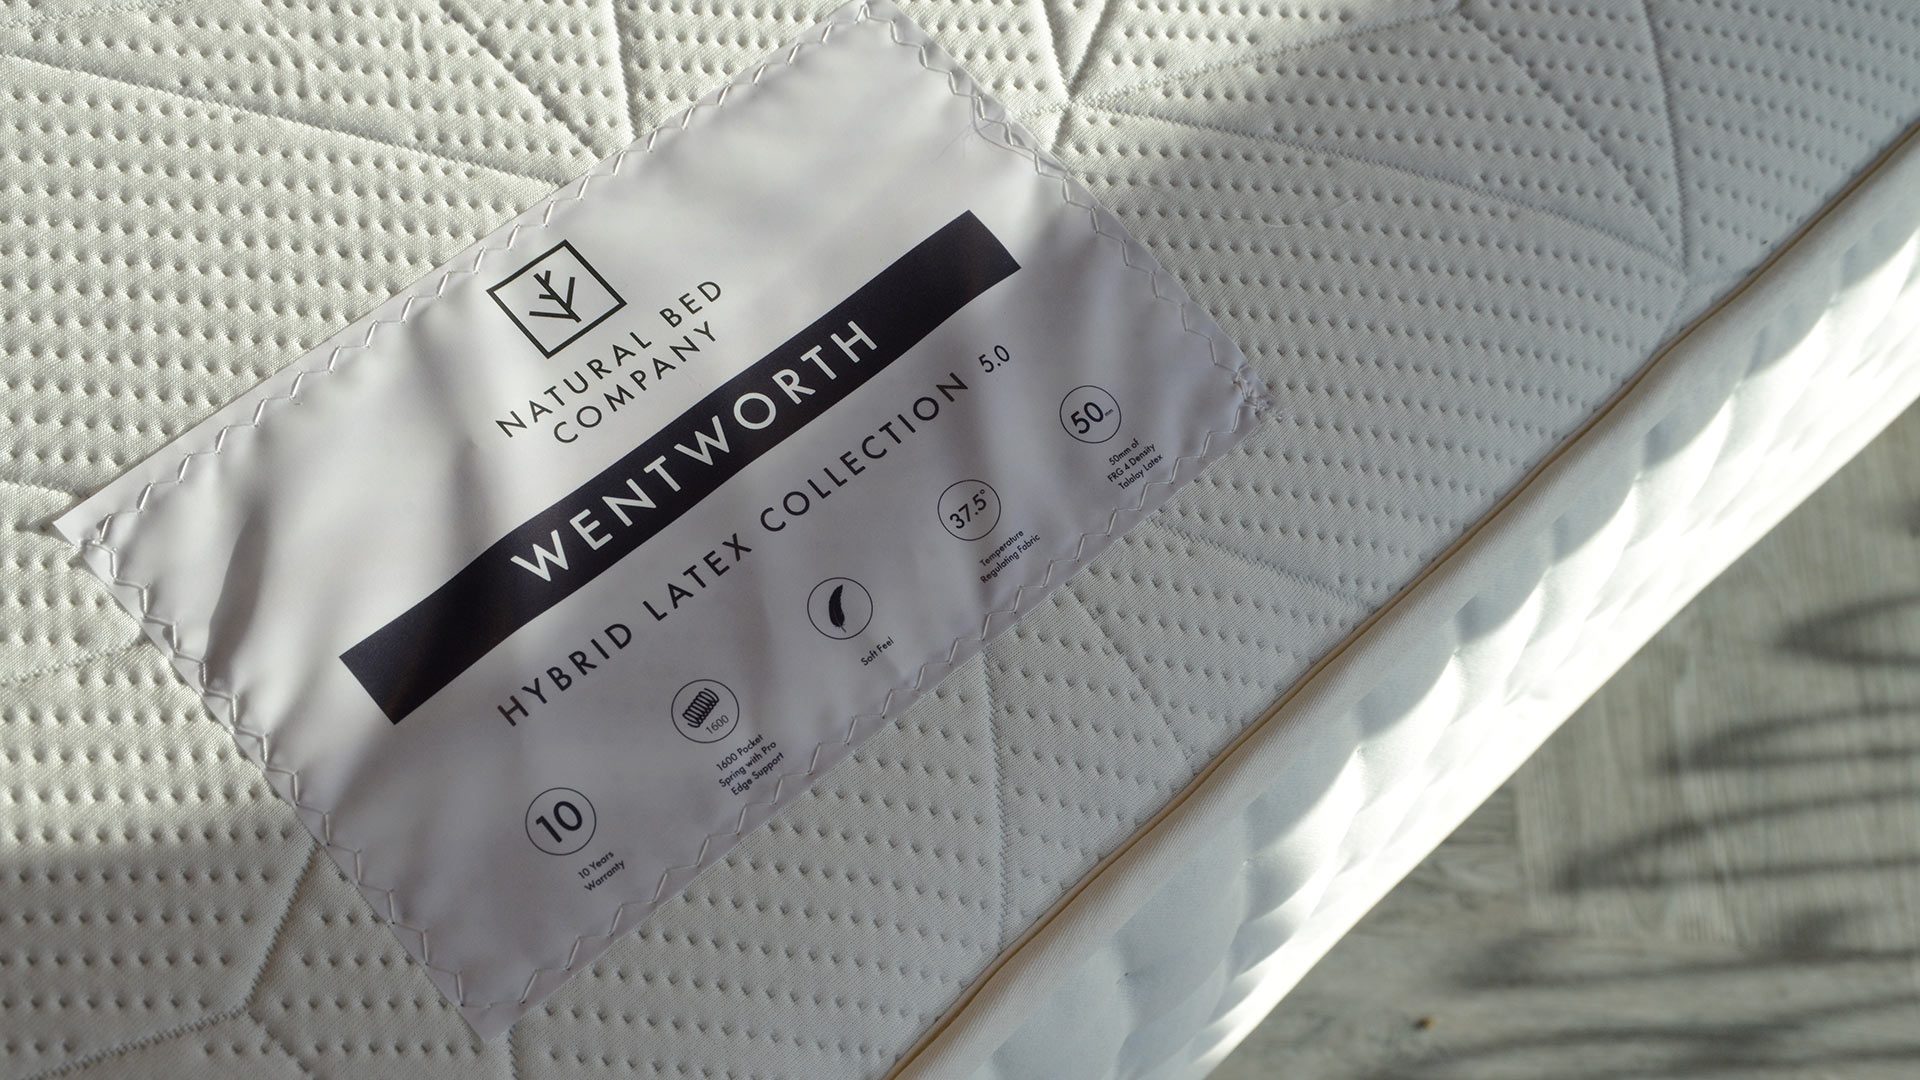 NATURAL BED
COMPANY
WENTWORTH
HYBRID LATEX COLLECTION 5.0
10
10 Years
Warranty
1600
1600 Pocket
Spring with Pro
Edge Support
Soft Feel
37.5°
Temperature
Regulating Fabric
50mm
50mm of
FRG 4 Density
Talalay Latex